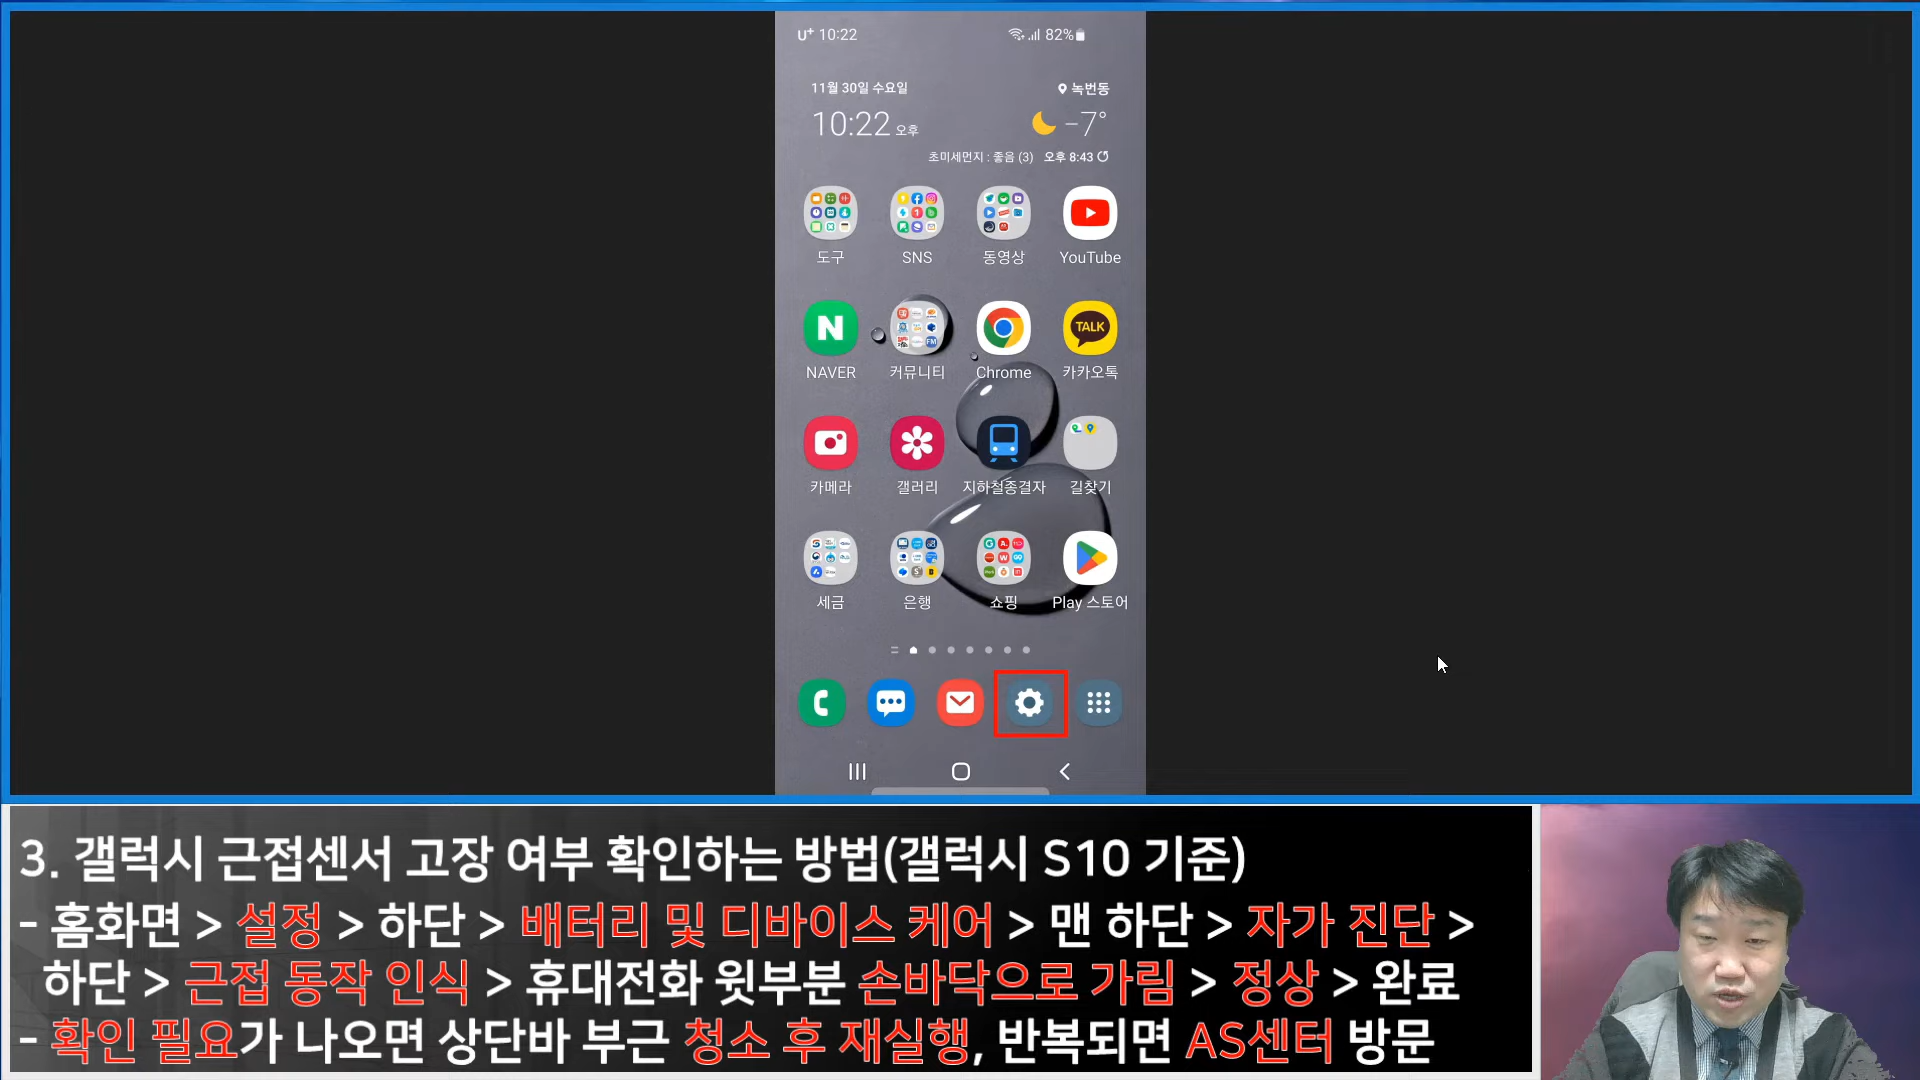 U+ 10:22
82%
11월 30일 수요일
녹번동
10:22 오후
-7°
초미세먼지 : 좋음 (3) 오후 8:43
도구
SNS
동영상
YouTube
N
TALK
NAVER
커뮤니티
Chrome
카카오톡
카메라
갤러리
지하철종결자
길찾기
세금
은행
쇼핑
Play 스토어
3. 갤럭시 근접센서 고장 여부 확인하는 방법(갤럭시 S10 기준)
- 홈화면 > 설정 > 하단 > 배터리 및 디바이스 케어 > 맨 하단 > 자가 진단 >
하단 > 근접 동작 인식 > 휴대전화 윗부분 손바닥으로 가림 > 정상 > 완료
- 확인 필요가 나오면 상단바 부근 청소 후 재실행, 반복되면 AS센터 방문